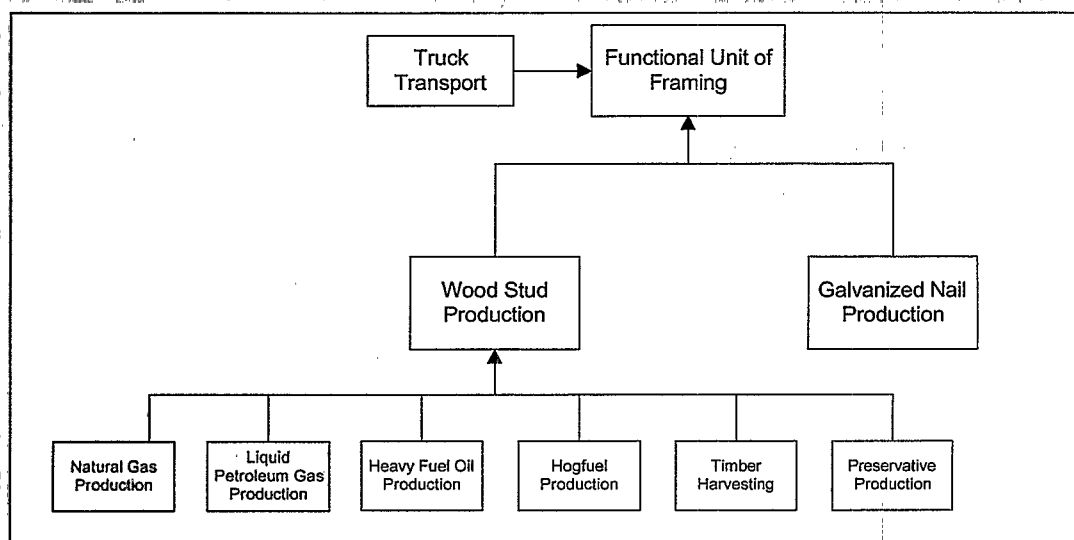 Truck
Transport
Functional Unit of
Framing
Wood Stud
Production
Galvanized Nail
Production
Natural Gas
Production
Liquid
Petroleum Gas
Production
Heavy Fuel Oil
Production
Hogfuel
Production
Timber
Harvesting
Preservative
Production